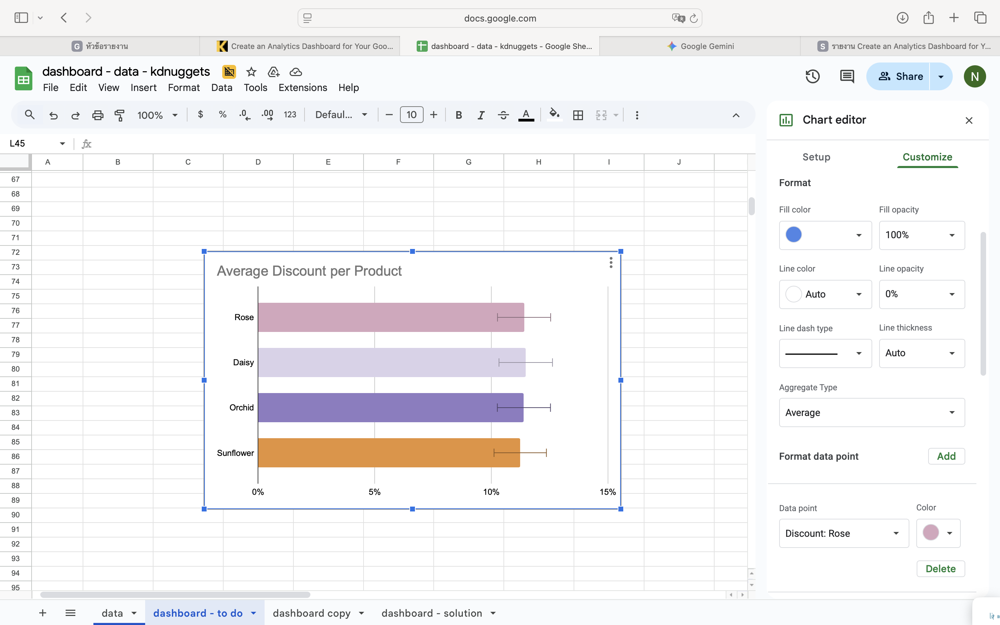 docs.google.com
G หัวข้อรายงาน
Create an Analytics Dashboard for Your Goo...
dashboard - data - kdnuggets - Google She...
Google Gemini
S รายงาน Create an Analytics Dashboard for Y...
dashboard - data - kdnuggets
File Edit View Insert Format Data Tools Extensions Help
Share
N
100% $ % .0 .00 123 Defaul... 10 B I S A
L45 fx
A B C D E F G H I J
67
68
69
70
71
72
73
74
75
76
77
78
79
80
81
82
83
84
85
86
87
88
89
90
91
92
93
94
95
Average Discount per Product
Rose
Daisy
Orchid
Sunflower
0% 5% 10% 15%
Chart editor
Setup Customize
Format
Fill color Fill opacity
100%
Line color Line opacity
Auto 0%
Line dash type Line thickness
Auto
Aggregate Type
Average
Format data point Add
Data point Color
Discount: Rose
Delete
data dashboard - to do dashboard copy dashboard - solution